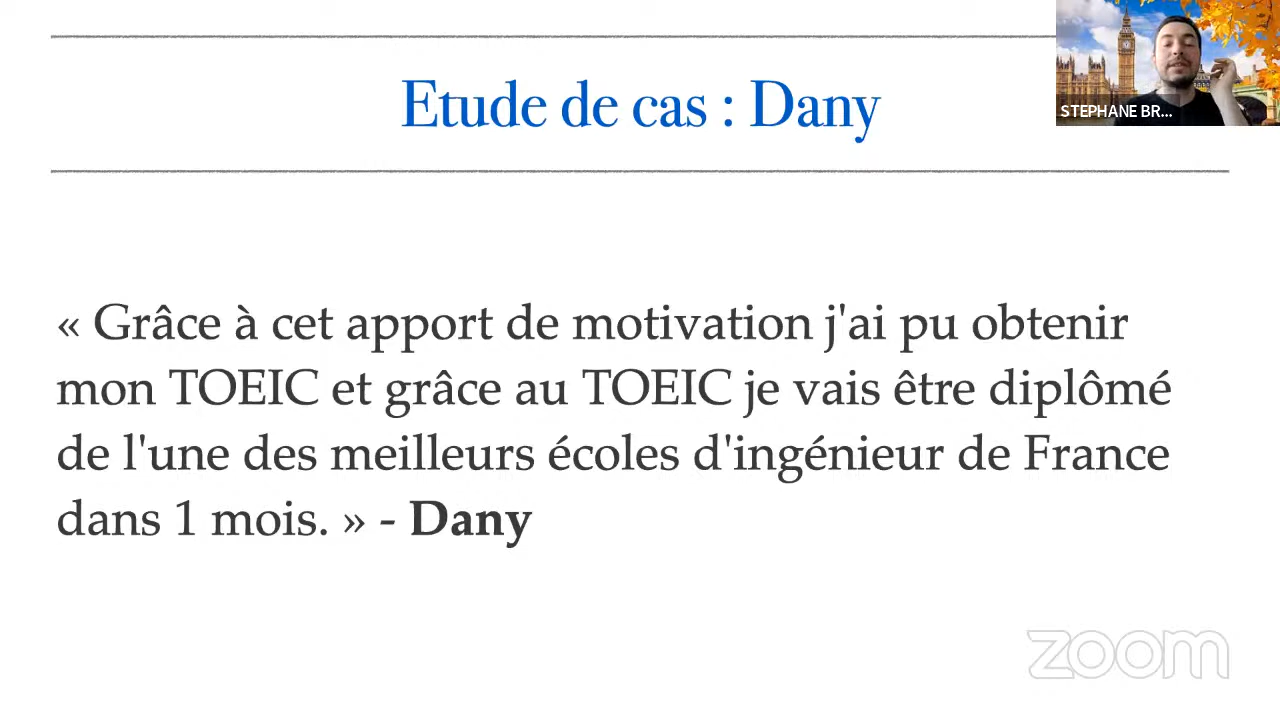 Etude de cas : Dany
STEPHANE BR...
« Grâce à cet apport de motivation j'ai pu obtenir
mon TOEIC et grâce au TOEIC je vais être diplômé
de l'une des meilleurs écoles d'ingénieur de France
dans 1 mois. » - Dany
zoom